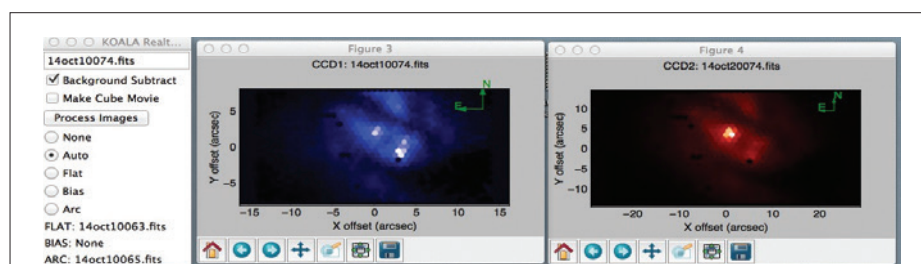 KOALA Realt...
14oct10074.fits
Background Subtract
Make Cube Movie
Process Images
None
Auto
Flat
Bias
Arc
FLAT: 14oct10063.fits
BIAS: None
ARC: 14oct10065.fits
Figure 3
CCD1: 14oct10074.fits
N
E
Y offset (arcsec)
5
0
−5
−15
−10
−5
0
5
10
15
X offset (arcsec)
Figure 4
CCD2: 14oct20074.fits
N
E
Y offset (arcsec)
10
5
0
−5
−10
−20
−10
0
10
20
X offset (arcsec)